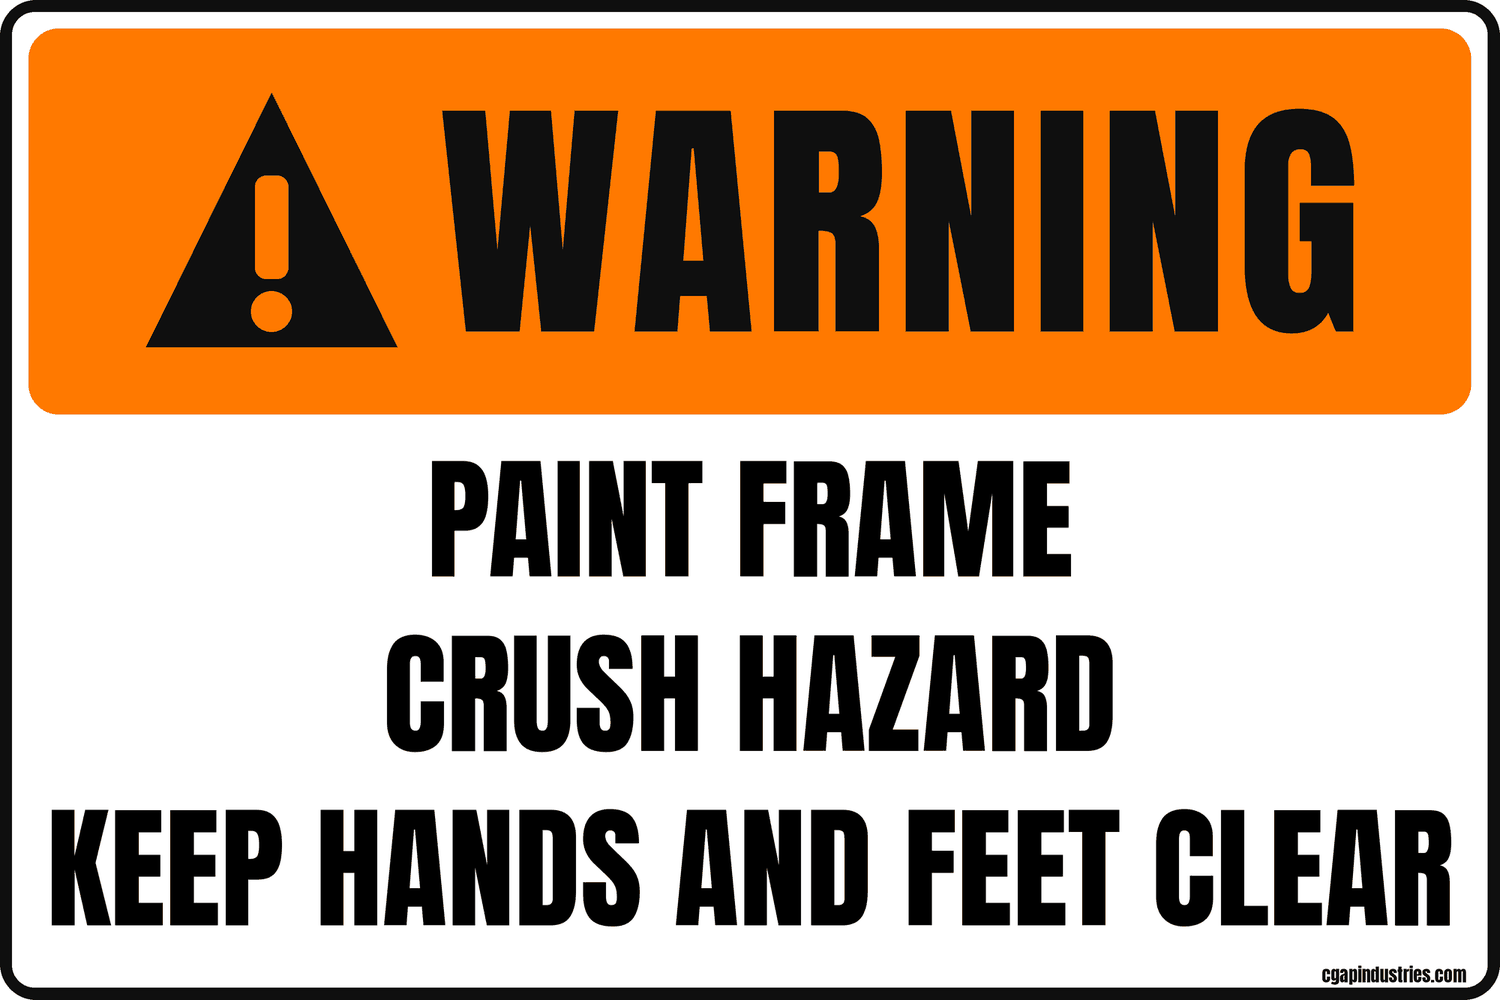 WARNING
PAINT FRAME
CRUSH HAZARD
KEEP HANDS AND FEET CLEAR
cgapindustries.com